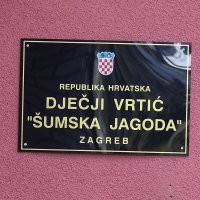 REPUBLIKA HRVATSKA
DJEČJI VRTIĆ
"ŠUMSKA JAGODA"
ZAGREB